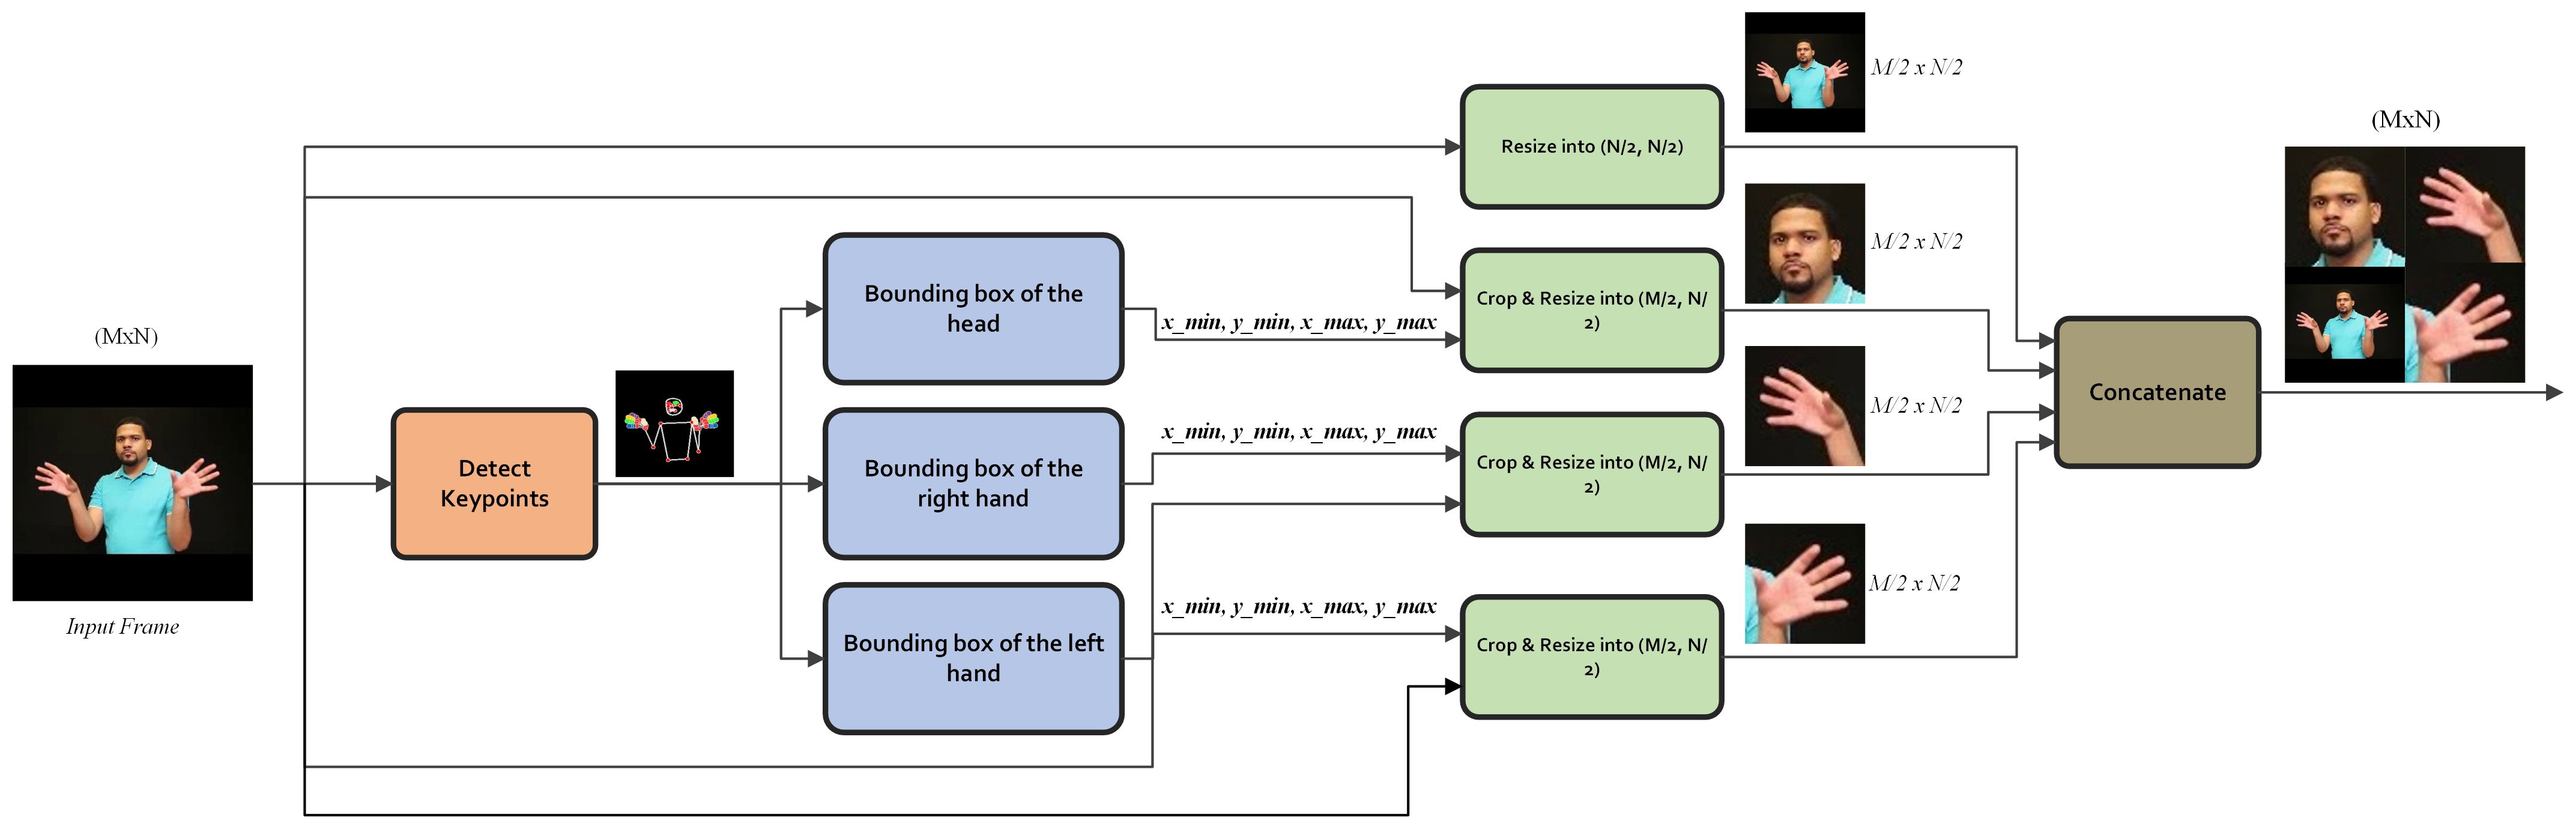 (MxN)
Input Frame
Detect
Keypoints
Bounding box of the
head
Bounding box of the
right hand
Bounding box of the left
hand
x_min, y_min, x_max, y_max
x_min, y_min, x_max, y_max
x_min, y_min, x_max, y_max
Resize into (N/2, N/2)
Crop & Resize into (M/2, N/
2)
Crop & Resize into (M/2, N/
2)
Crop & Resize into (M/2, N/
2)
M/2 x N/2
M/2 x N/2
M/2 x N/2
M/2 x N/2
Concatenate
(MxN)